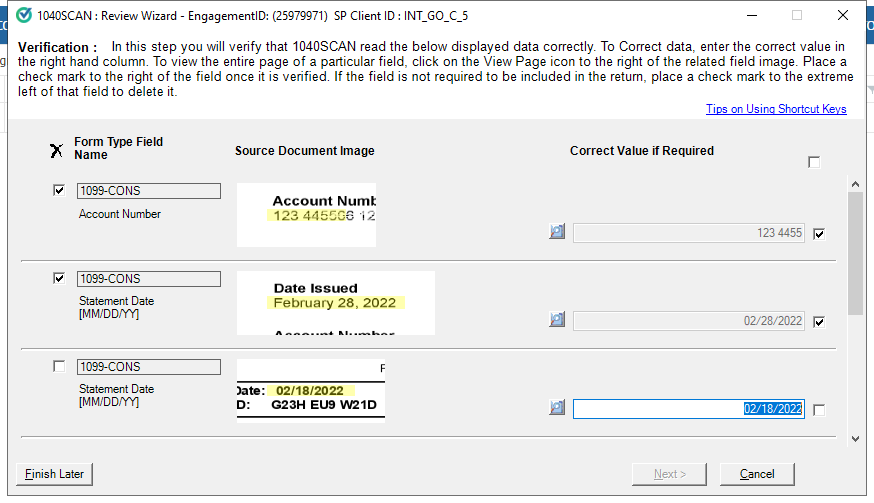 1040SCAN : Review Wizard - EngagementID: (25979971)  SP Client ID : INT_GO_C_5
Verification :  In this step you will verify that 1040SCAN read the below displayed data correctly. To Correct data, enter the correct value in
the right hand column. To view the entire page of a particular field, click on the View Page icon to the right of the related field image. Place a
check mark to the right of the field once it is verified. If the field is not required to be included in the return, place a check mark to the extreme
left of that field to delete it.
Tips on Using Shortcut Keys
X Form Type Field
Name
Source Document Image
Correct Value if Required
1099-CONS
Account Number
Account Numb
123 445506 12
123 4455
1099-CONS
Statement Date
[MM/DD/YY]
Date Issued
February 28, 2022
Account Number
02/28/2022
1099-CONS
Statement Date
[MM/DD/YY]
F
Date: 02/18/2022
D: G23H EU9 W21D
02/18/2022
Finish Later
Next >
Cancel